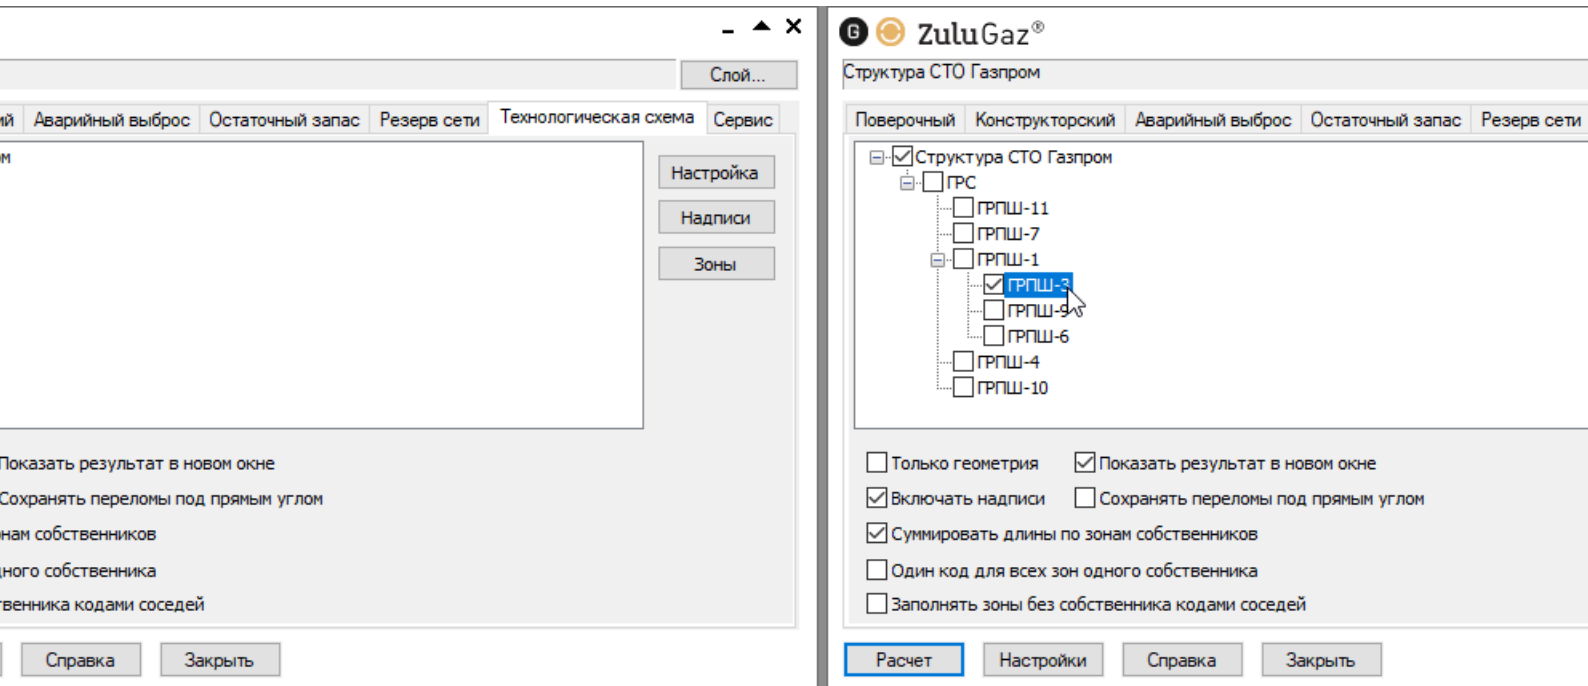 Слой...
ий Аварийный выброс Остаточный запас Резерв сети Технологическая схема Сервис
ом
Настройка
Надписи
Зоны
Показать результат в новом окне
Сохранять переломы под прямым углом
нам собственников
ного собственника
твенника кодами соседей
Справка Закрыть
G ZuluGaz®
Структура СТО Газпром
Поверочный Конструкторский Аварийный выброс Остаточный запас Резерв сети
Структура СТО Газпром
ГРС
ГРПШ-11
ГРПШ-7
ГРПШ-1
ГРПШ-3
ГРПШ-9
ГРПШ-6
ГРПШ-4
ГРПШ-10
Только геометрия Показать результат в новом окне
Включать надписи Сохранять переломы под прямым углом
Суммировать длины по зонам собственников
Один код для всех зон одного собственника
Заполнять зоны без собственника кодами соседей
Расчет Настройки Справка Закрыть